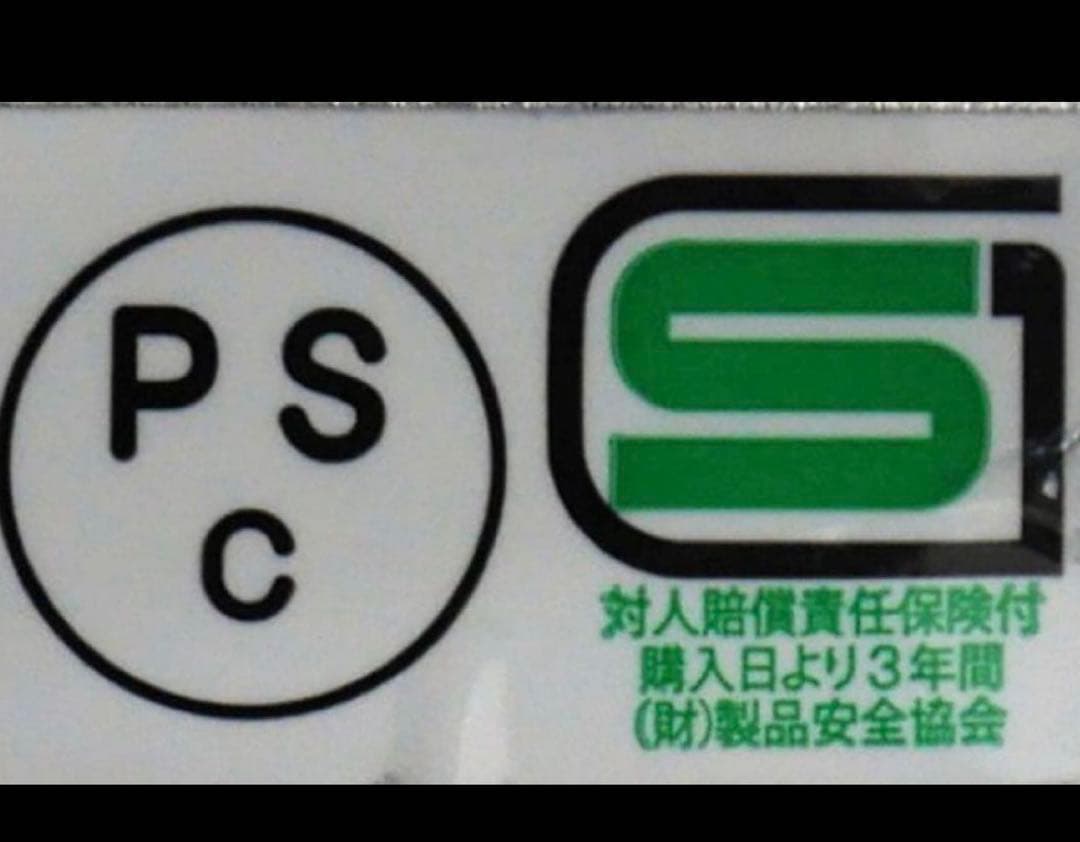 PS
C
SG
対人賠償責任保険付
購入日より3年間
(財)製品安全協会